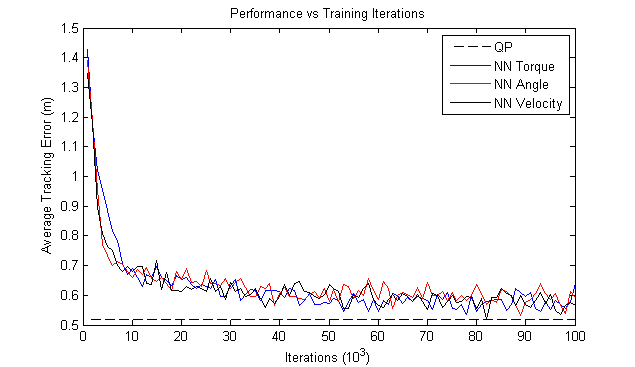 Performance vs Training Iterations
QP
NN Torque
NN Angle
NN Velocity
Average Tracking Error (m)
1.5
1.4
1.3
1.2
1.1
1
0.9
0.8
0.7
0.6
0.5
0 10 20 30 40 50 60 70 80 90 100
Iterations (10³)